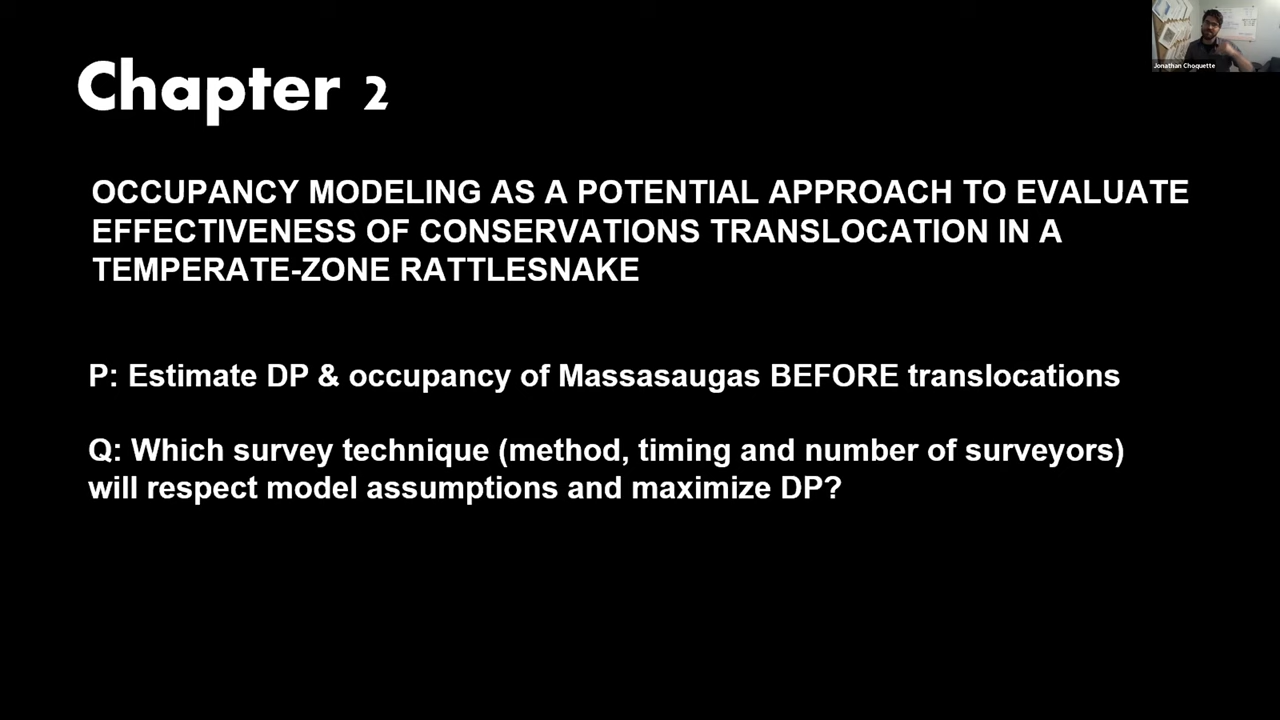 Jonathan Choquette
Chapter 2
OCCUPANCY MODELING AS A POTENTIAL APPROACH TO EVALUATE
EFFECTIVENESS OF CONSERVATIONS TRANSLOCATION IN A
TEMPERATE-ZONE RATTLESNAKE
P: Estimate DP & occupancy of Massasaugas BEFORE translocations
Q: Which survey technique (method, timing and number of surveyors)
will respect model assumptions and maximize DP?